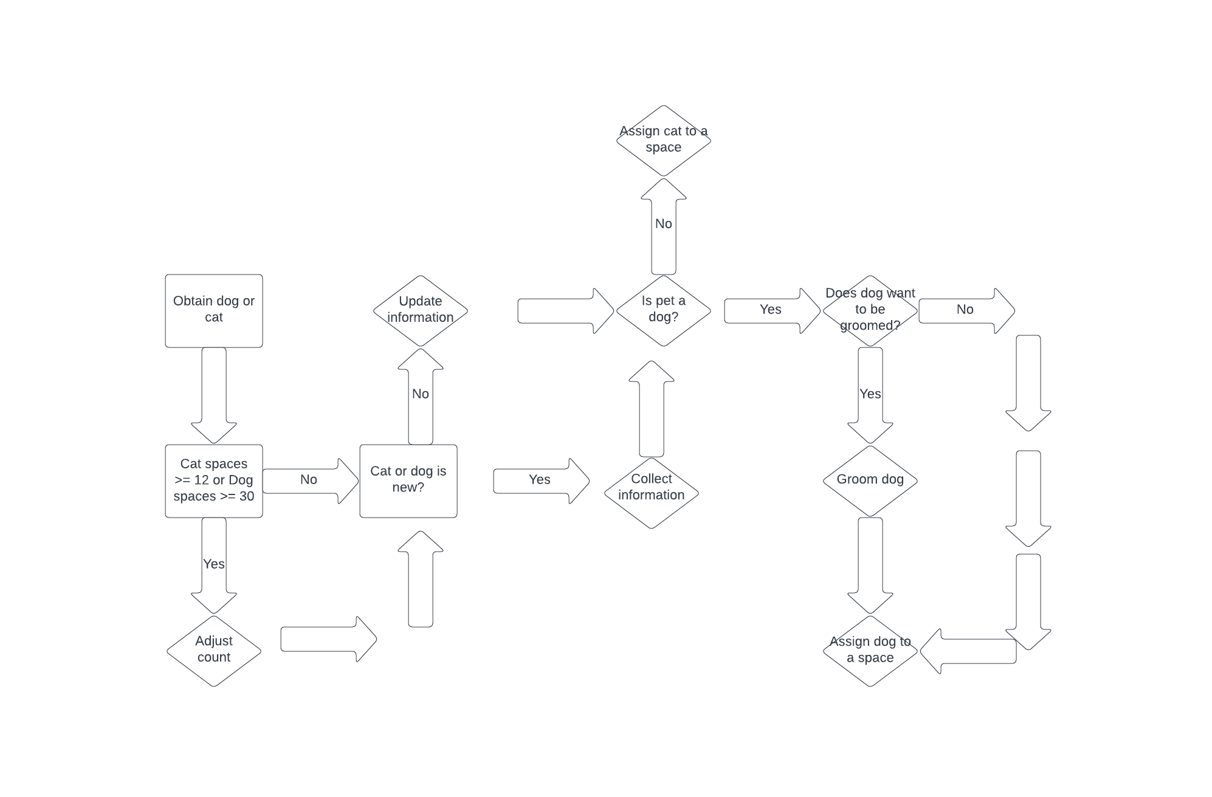 Assign cat to a
space
No
Obtain dog or
cat
Update
information
Is pet a
dog?
Yes
Does dog want
to be
groomed?
No
No
Yes
Cat spaces
>= 12 or Dog
spaces >= 30
No
Cat or dog is
new?
Yes
Collect
information
Groom dog
Yes
Adjust
count
Assign dog to
a space